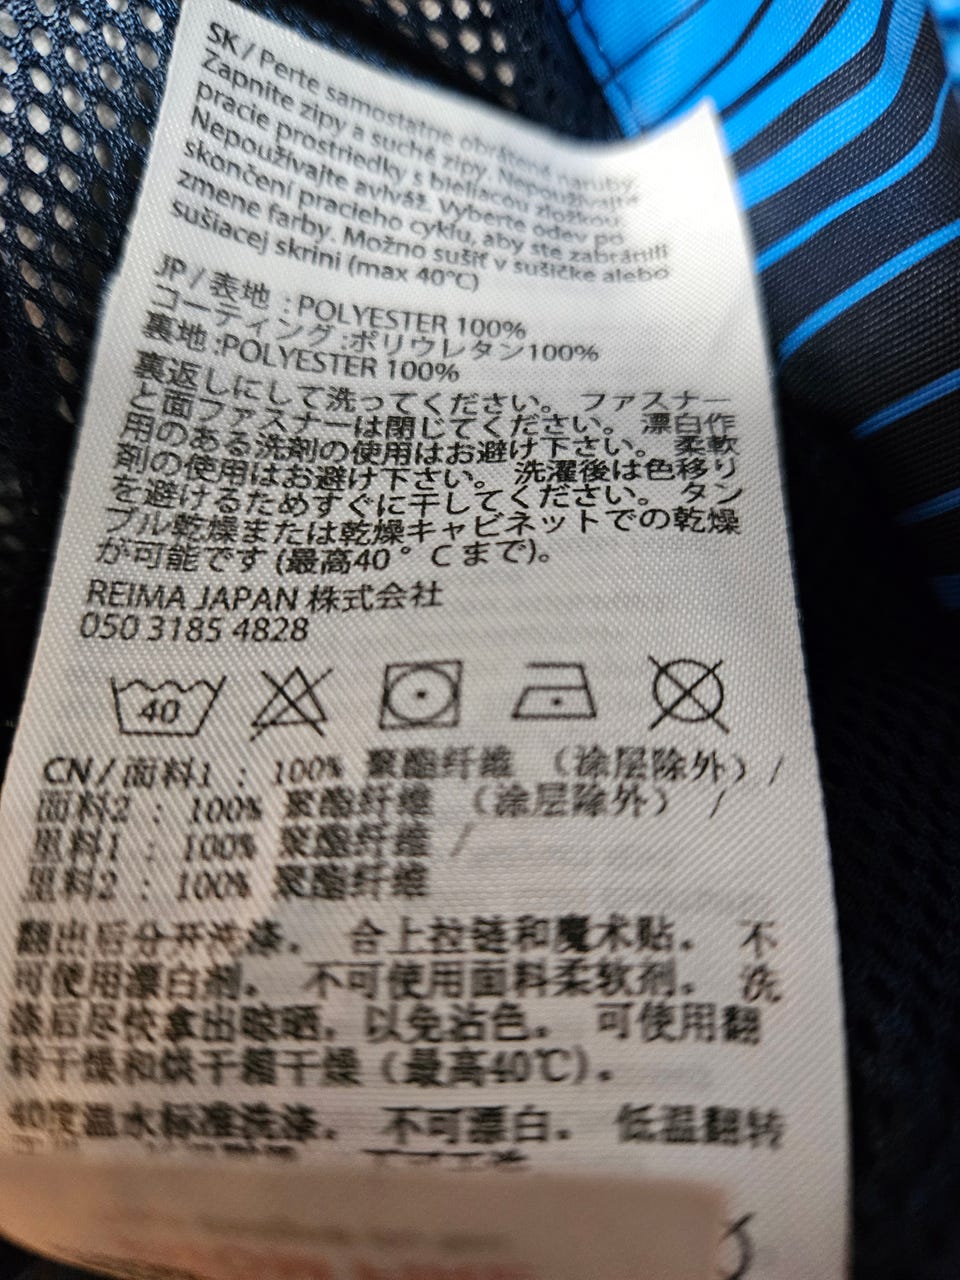 SK / Perte samostatne obrátené naruby.
Zapnite zipy a suché zipy. Nepoužívajte
pracie prostriedky s bieliacou zložkou
Nepoužívajte aviváž. Vyberte odev po
skončení pracieho cyklu, aby ste zabránili
zmene farby. Možno sušiť v sušičke alebo
sušiacej skrini (max 40°C)
JP / 表地 : POLYESTER 100%
コーティング :ポリウレタン100%
裏地 :POLYESTER 100%
裏返しにして洗ってください。 ファスナー
と面ファスナーは閉じてください。 漂白作
用のある洗剤の使用はお避け下さい。 柔軟
剤の使用はお避け下さい。 洗濯後は色移り
を避けるためすぐに干してください。 タン
ブル乾燥または乾燥キャビネットでの乾燥
が可能です (最高40 ° C まで)。
REIMA JAPAN 株式会社
050 3185 4828
40
CN / 面料1 : 100% 聚酯纤维 （涂层除外） /
面料2 : 100% 聚酯纤维 （涂层除外） /
里料1 : 100% 聚酯纤维 /
里料2 : 100% 聚酯纤维
翻出后分开洗涤。 合上拉链和魔术贴。 不
可使用漂白剂。 不可使用面料柔软剂。 洗
涤后尽快拿出晾晒, 以免沾色。 可使用翻
转干燥和烘干箱干燥 (最高40℃) 。
40度温水标准洗涤。 不可漂白。 低温翻转